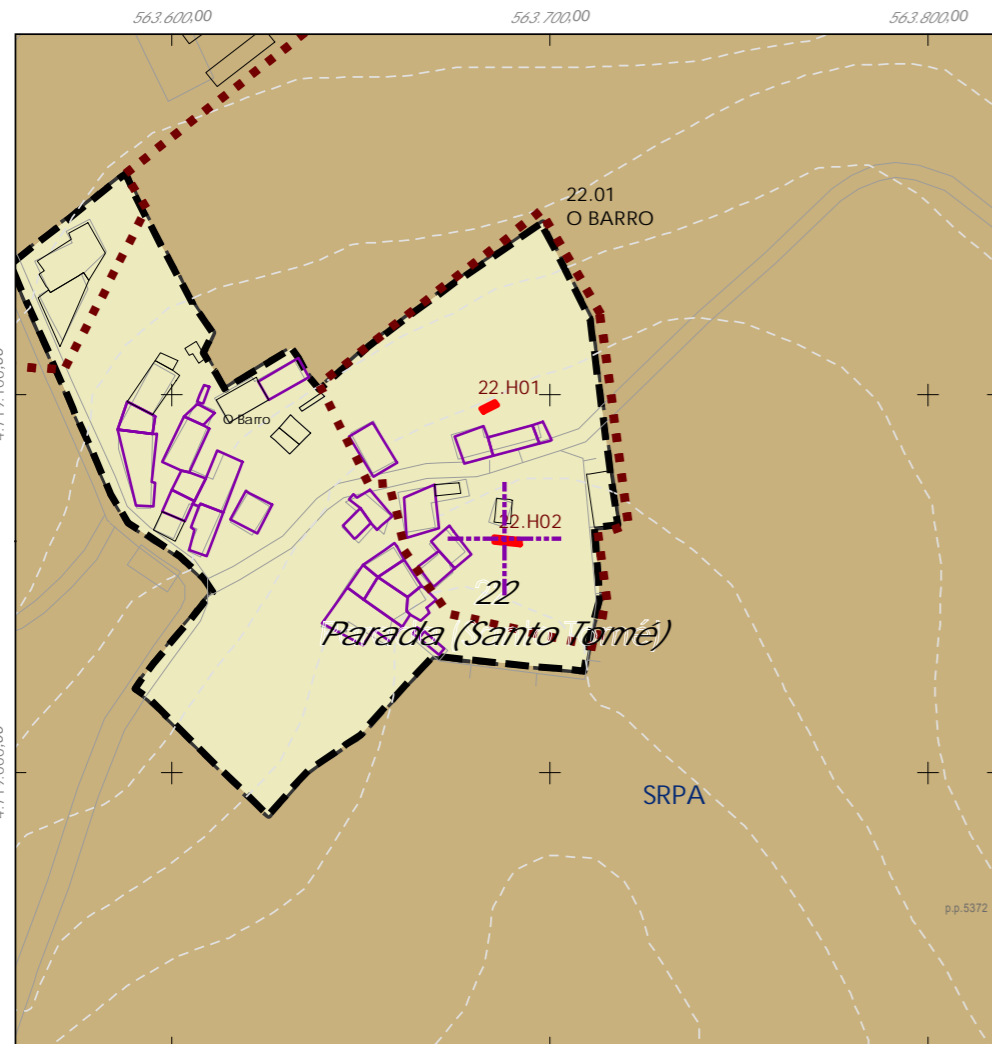 563.600,00
563.700,00
563.800,00
22.01
O BARRO
22.H01
O Barro
22.H02
22
Parada (Santo Tomé)
SRPA
p.p.5372